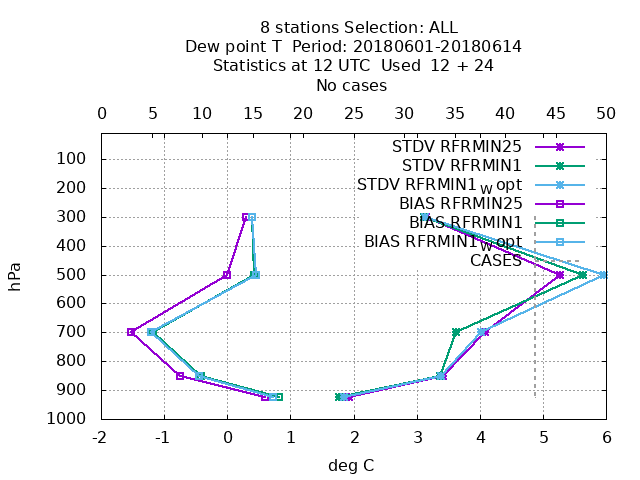 8 stations Selection: ALL
Dew point T  Period: 20180601-20180614
Statistics at 12 UTC  Used  12 + 24
No cases
0 5 10 15 20 25 30 35 40 45 50
STDV RFRMIN25
STDV RFRMIN1
STDV RFRMIN1_w opt
BIAS RFRMIN25
BIAS RFRMIN1
BIAS RFRMIN1_w opt
CASES
100
200
300
400
500
600
700
800
900
1000
hPa
-2 -1 0 1 2 3 4 5 6
deg C